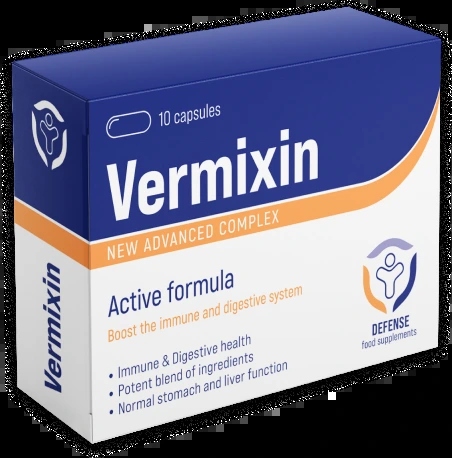 10 capsules
Vermixin
NEW ADVANCED COMPLEX
Active formula
Boost the immune and digestive system
• Immune & Digestive health
• Potent blend of ingredients
• Normal stomach and liver function
DEFENSE
food supplements
Vermixin